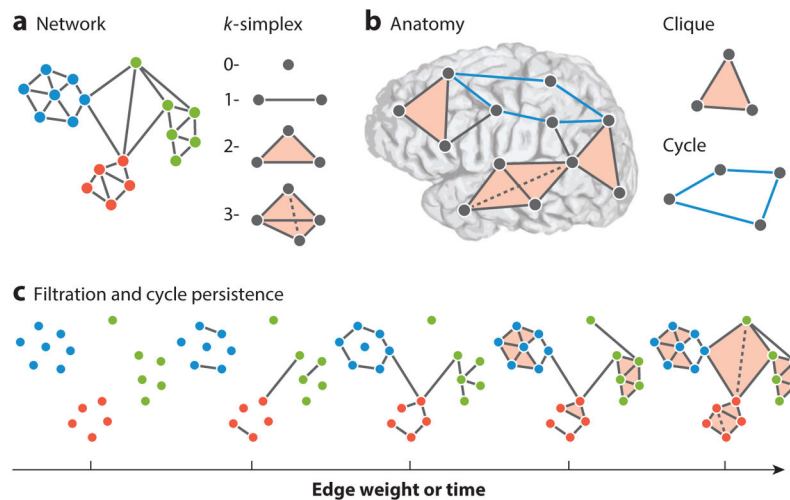 a Network
k-simplex
0-
1-
2-
3-
b Anatomy
Clique
Cycle
c Filtration and cycle persistence
Edge weight or time